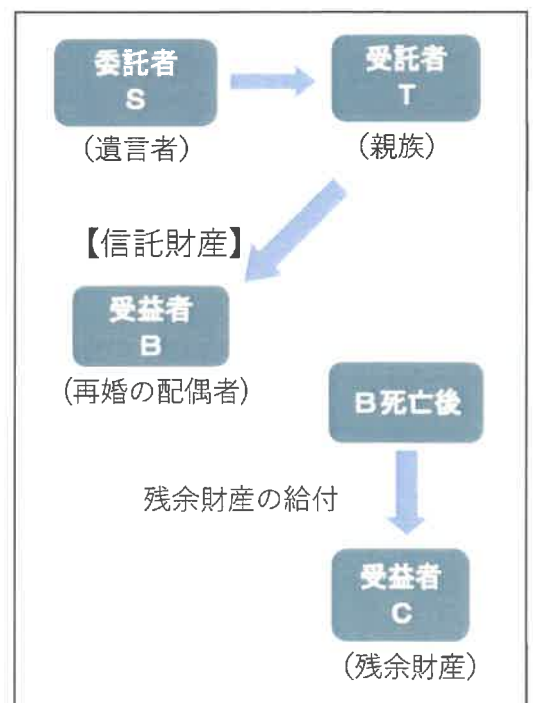 委託者
S
(遺言者)
受託者
T
(親族)
【信託財産】
受益者
B
(再婚の配偶者)
B死亡後
残余財産の給付
受益者
C
(残余財産)